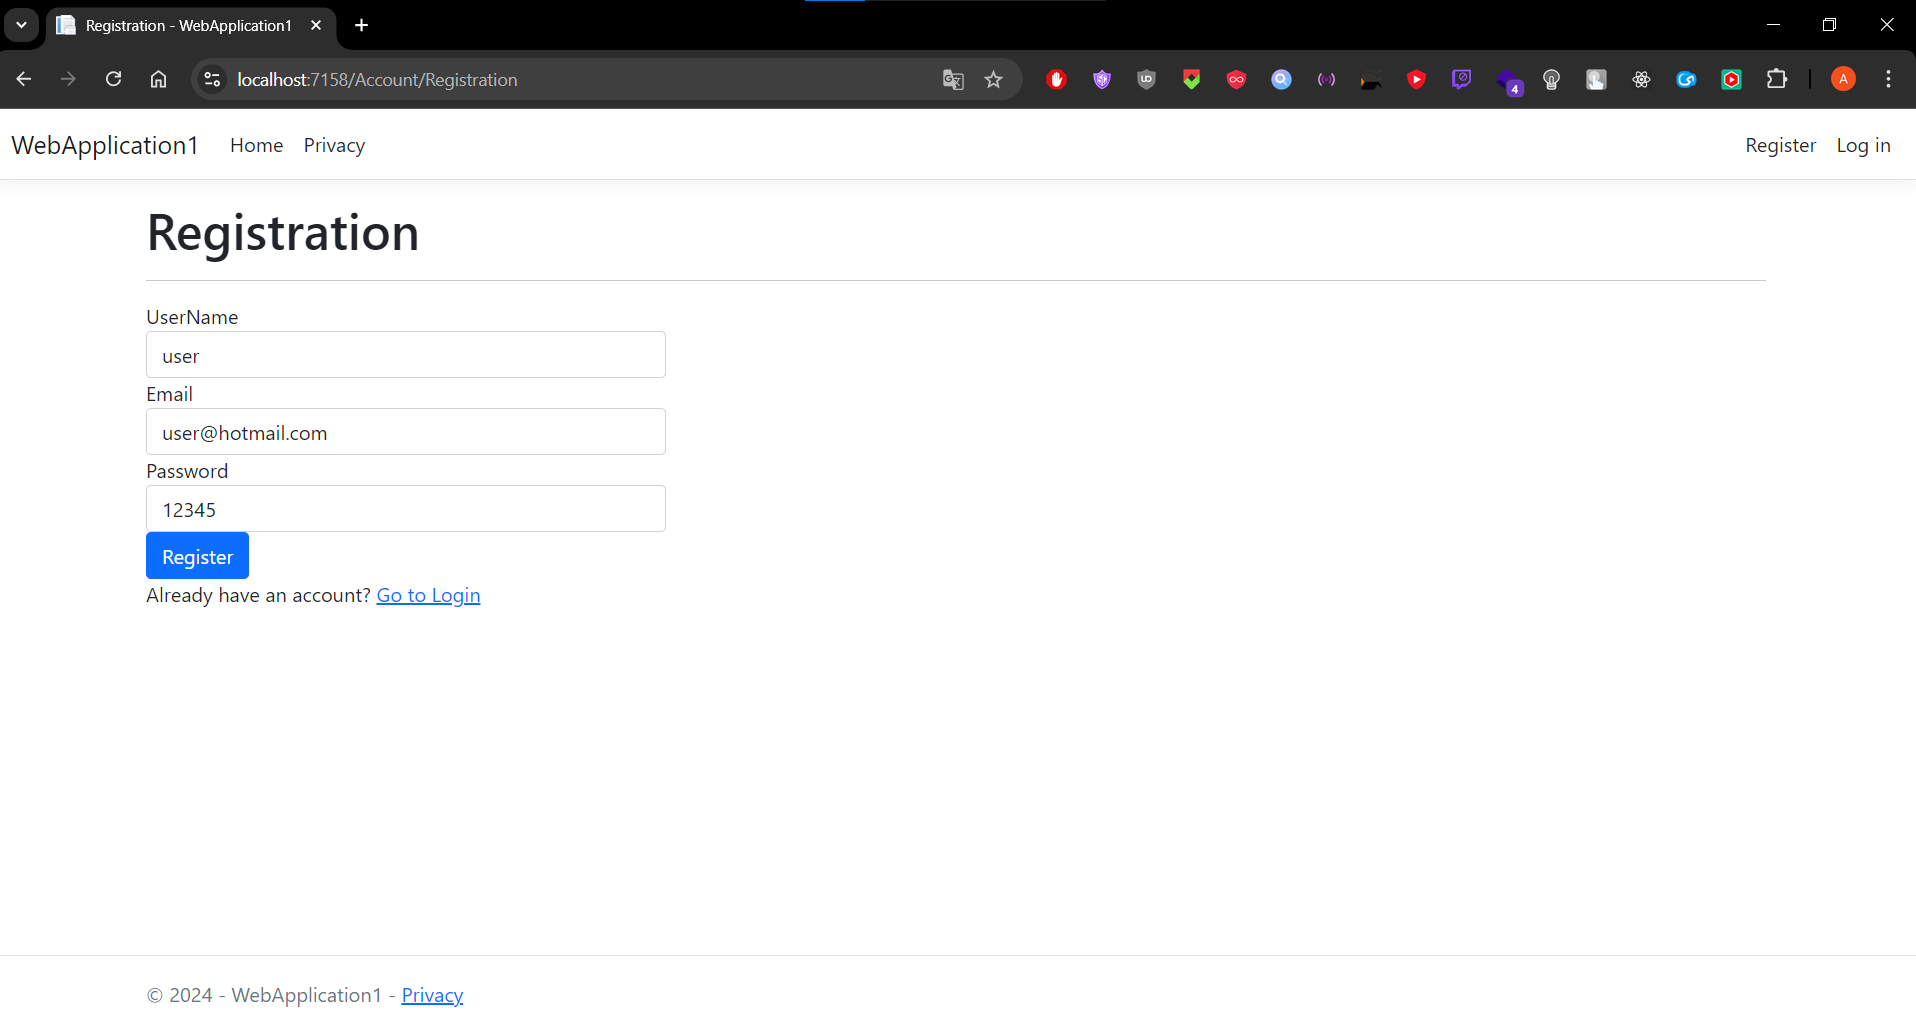 Registration - WebApplication1
localhost:7158/Account/Registration
4
A
WebApplication1 Home Privacy Register Log in
Registration
UserName
user
Email
user@hotmail.com
Password
12345
Register
Already have an account? Go to Login
© 2024 - WebApplication1 - Privacy